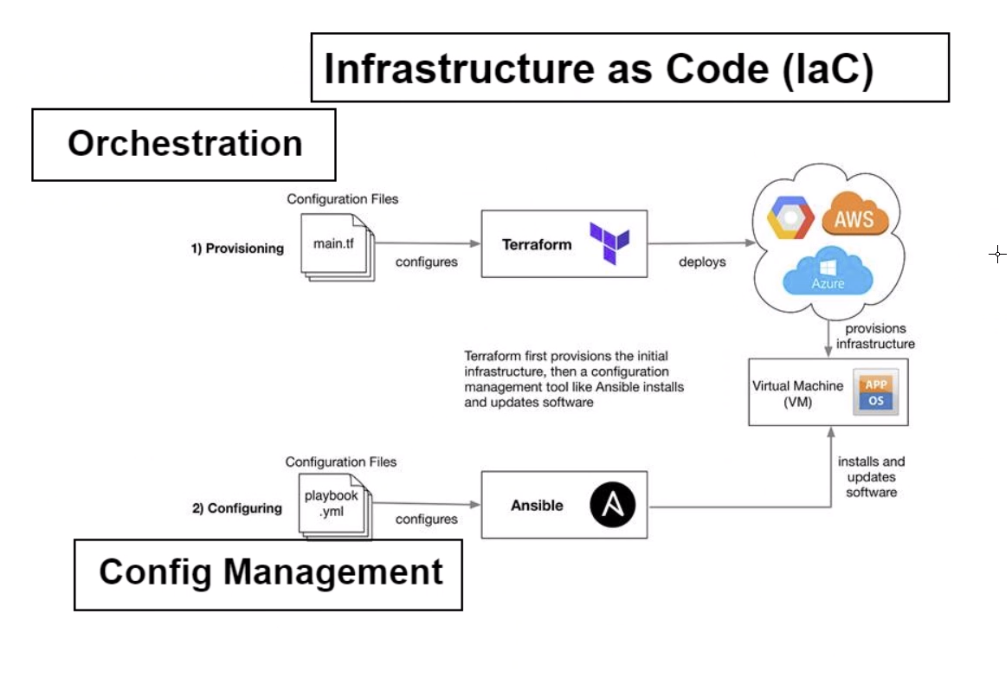 Infrastructure as Code (IaC)
Orchestration
Configuration Files
1) Provisioning
main.tf
configures
Terraform
deploys
AWS
Azure
provisions
infrastructure
Terraform first provisions the initial
infrastructure, then a configuration
management tool like Ansible installs
and updates software
Virtual Machine
(VM)
APP
OS
Configuration Files
2) Configuring
playbook
.yml
configures
Ansible
installs and
updates
software
Config Management